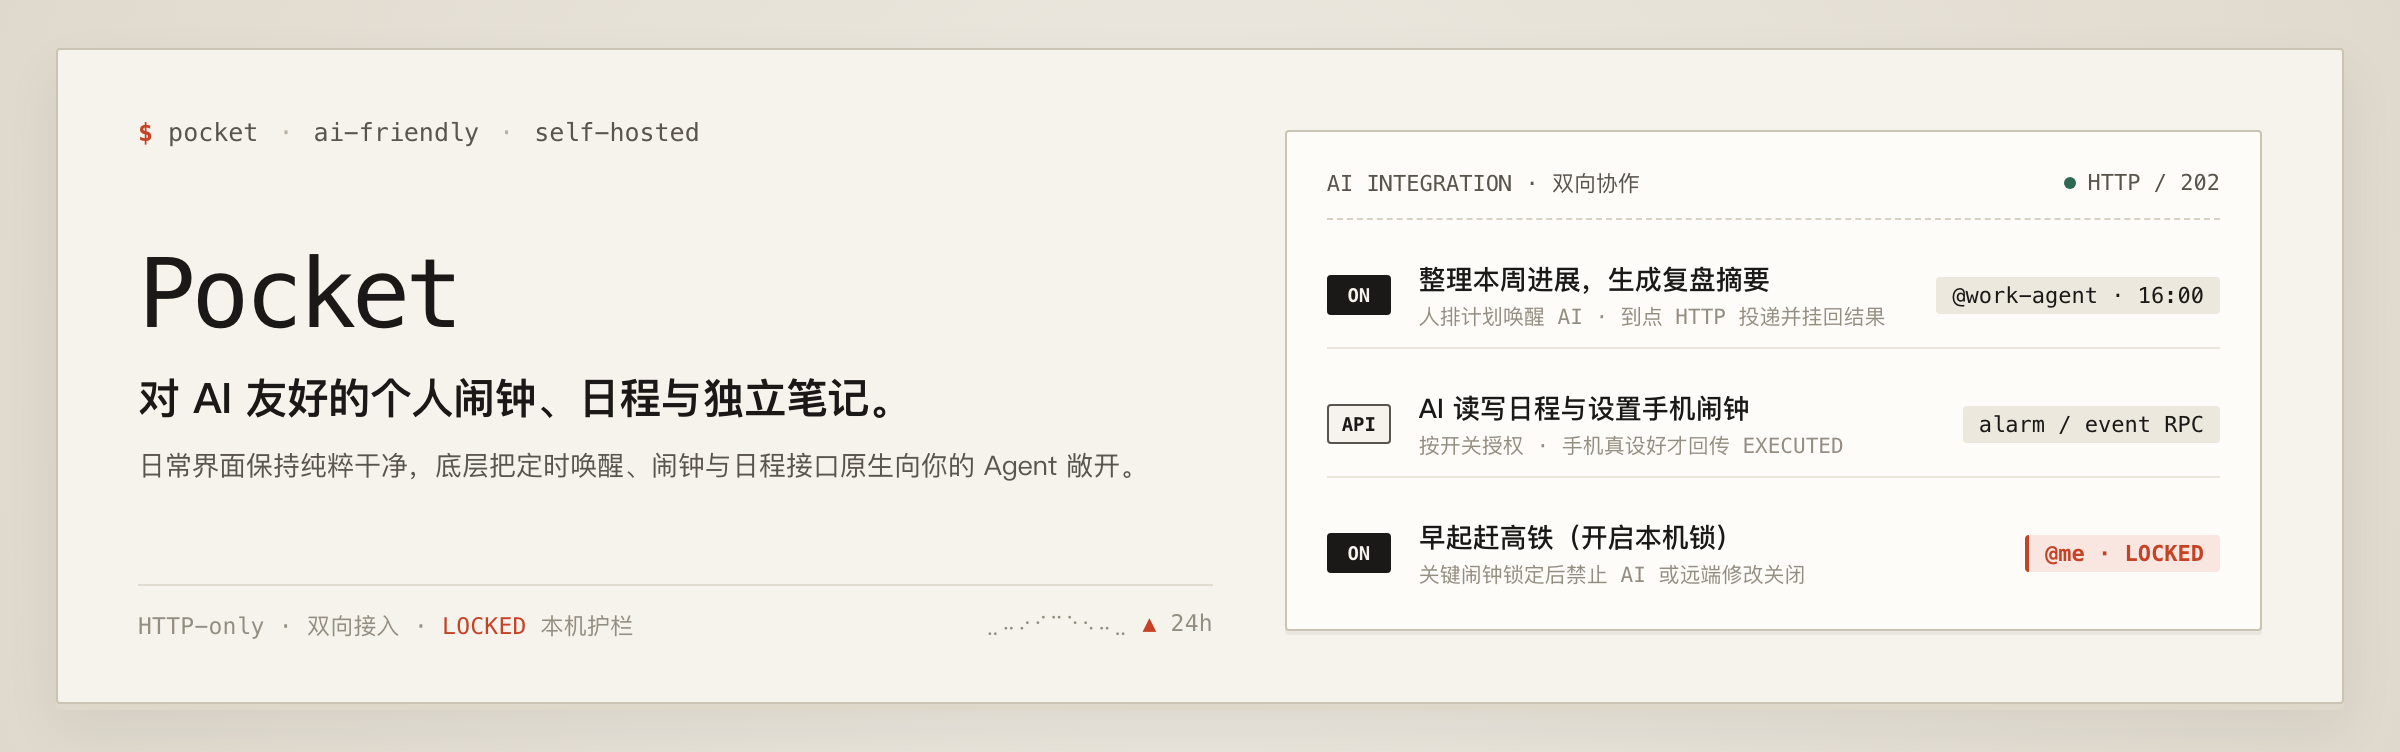 $ pocket · ai-friendly · self-hosted
Pocket
对 AI 友好的个人闹钟、日程与独立笔记。
日常界面保持纯粹干净，底层把定时唤醒、闹钟与日程接口原生向你的 Agent 敞开。
HTTP-only · 双向接入 · LOCKED 本机护栏
▲ 24h
AI INTEGRATION · 双向协作
HTTP / 202
ON
整理本周进展，生成复盘摘要
人排计划唤醒 AI · 到点 HTTP 投递并挂回结果
@work-agent · 16:00
API
AI 读写日程与设置手机闹钟
按开关授权 · 手机真设好才回传 EXECUTED
alarm / event RPC
ON
早起赶高铁（开启本机锁）
关键闹钟锁定后禁止 AI 或远端修改关闭
@me · LOCKED